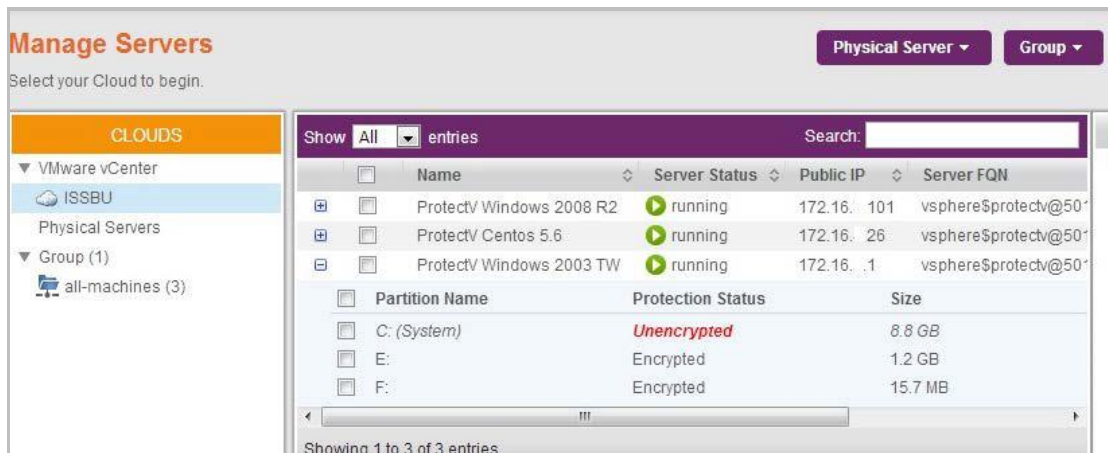 Manage Servers
Physical Server
Group
Select your Cloud to begin.
CLOUDS
VMware vCenter
ISSBU
Physical Servers
Group (1)
all-machines (3)
Show All entries
Search:
Name Server Status Public IP Server FQN
ProtectV Windows 2008 R2 running 172.16. 101 vsphere$protectv@501
ProtectV Centos 5.6 running 172.16. 26 vsphere$protectv@501
ProtectV Windows 2003 TW running 172.16. .1 vsphere$protectv@501
Partition Name Protection Status Size
C: (System) Unencrypted 8.8 GB
E: Encrypted 1.2 GB
F: Encrypted 15.7 MB
Showing 1 to 3 of 3 entries